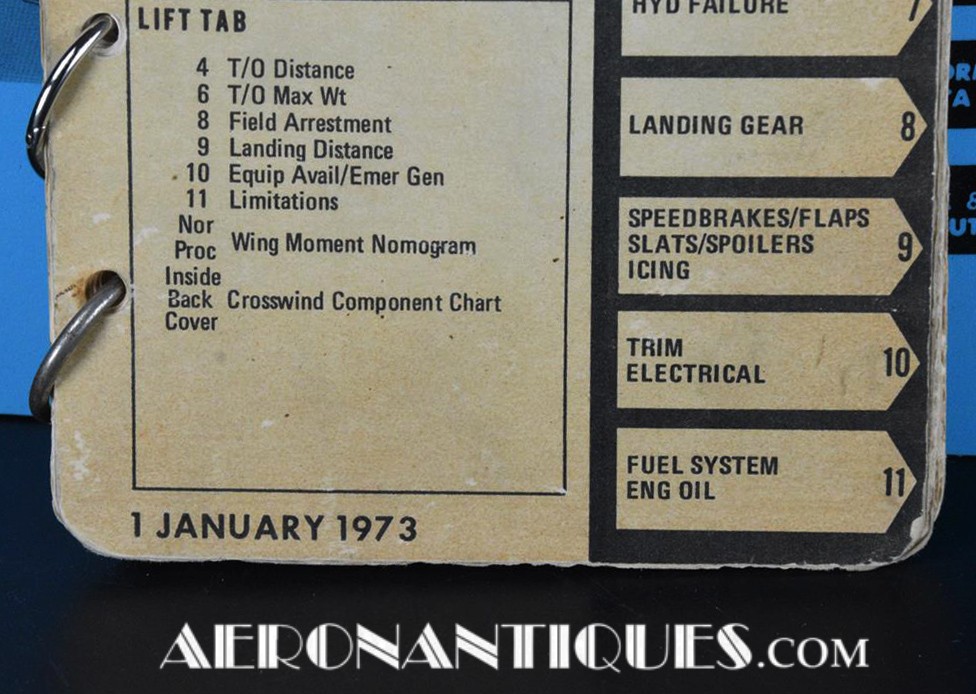 LIFT TAB
4 T/O Distance
6 T/O Max Wt
8 Field Arrestment
9 Landing Distance
10 Equip Avail/Emer Gen
11 Limitations
Nor
Proc Wing Moment Nomogram
Inside
Back Crosswind Component Chart
Cover
1 JANUARY 1973
HYD FAILURE 7
LANDING GEAR 8
SPEEDBRAKES/FLAPS
SLATS/SPOILERS 9
ICING
TRIM
ELECTRICAL 10
FUEL SYSTEM
ENG OIL 11
AERONANTIQUES.COM